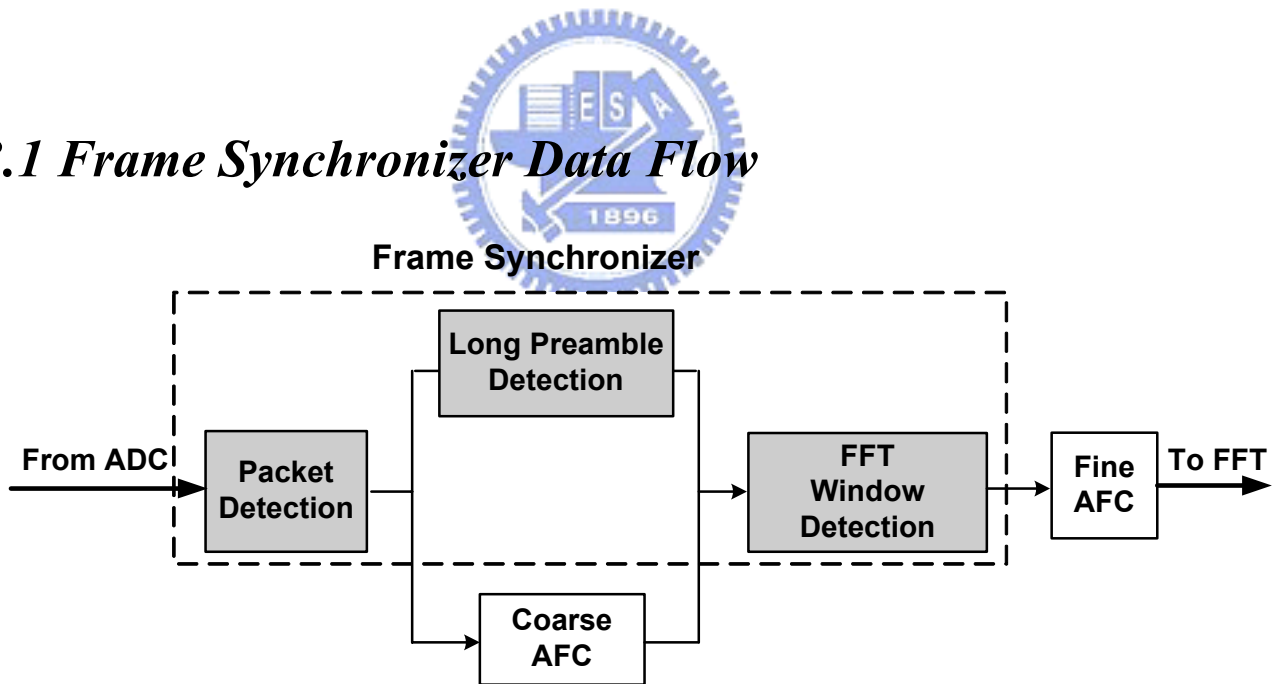 .1 Frame Synchronizer Data Flow
E S A
1896
Frame Synchronizer
Long Preamble
Detection
From ADC
Packet
Detection
FFT
Window
Detection
Fine
AFC
To FFT
Coarse
AFC